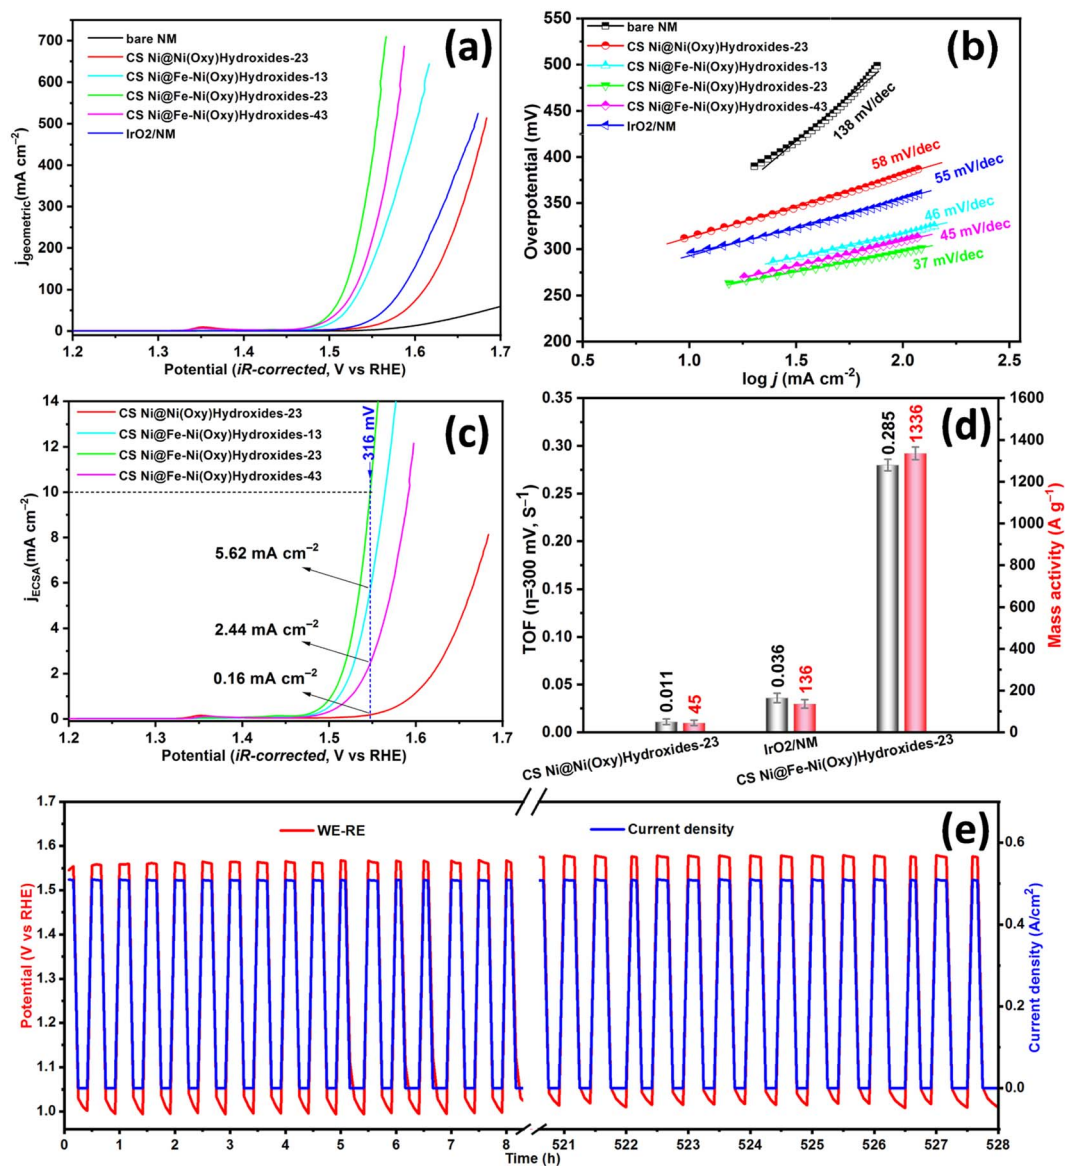 (a)
bare NM
CS Ni@Ni(Oxy)Hydroxides-23
CS Ni@Fe-Ni(Oxy)Hydroxides-13
CS Ni@Fe-Ni(Oxy)Hydroxides-23
CS Ni@Fe-Ni(Oxy)Hydroxides-43
IrO2/NM
700
600
500
400
300
200
100
0
1.2 1.3 1.4 1.5 1.6 1.7
jgeometric(mA cm−2)
Potential (iR-corrected, V vs RHE)
(b)
bare NM
CS Ni@Ni(Oxy)Hydroxides-23
CS Ni@Fe-Ni(Oxy)Hydroxides-13
CS Ni@Fe-Ni(Oxy)Hydroxides-23
CS Ni@Fe-Ni(Oxy)Hydroxides-43
IrO2/NM
138 mV/dec
58 mV/dec
55 mV/dec
46 mV/dec
45 mV/dec
37 mV/dec
550
500
450
400
350
300
250
200
0.5 1.0 1.5 2.0 2.5
Overpotential (mV)
log j (mA cm-2)
(c)
CS Ni@Ni(Oxy)Hydroxides-23
CS Ni@Fe-Ni(Oxy)Hydroxides-13
CS Ni@Fe-Ni(Oxy)Hydroxides-23
CS Ni@Fe-Ni(Oxy)Hydroxides-43
316 mV
5.62 mA cm−2
2.44 mA cm−2
0.16 mA cm−2
14
12
10
8
6
4
2
0
1.2 1.3 1.4 1.5 1.6 1.7
jECSA(mA cm−2)
Potential (iR-corrected, V vs RHE)
(d)
0.35
0.30
0.25
0.20
0.15
0.10
0.05
0.00
TOF (η=300 mV, S−1)
0.011
45
0.036
136
0.285
1336
1600
1400
1200
1000
800
600
400
200
0
Mass activity (A g−1)
CS Ni@Ni(Oxy)Hydroxides-23
IrO2/NM
CS Ni@Fe-Ni(Oxy)Hydroxides-23
(e)
WE-RE
Current density
1.7
1.6
1.5
1.4
1.3
1.2
1.1
1.0
Potential (V vs RHE)
0.6
0.4
0.2
0.0
Current density (A/cm2)
0 1 2 3 4 5 6 7 8 521 522 523 524 525 526 527 528
Time (h)